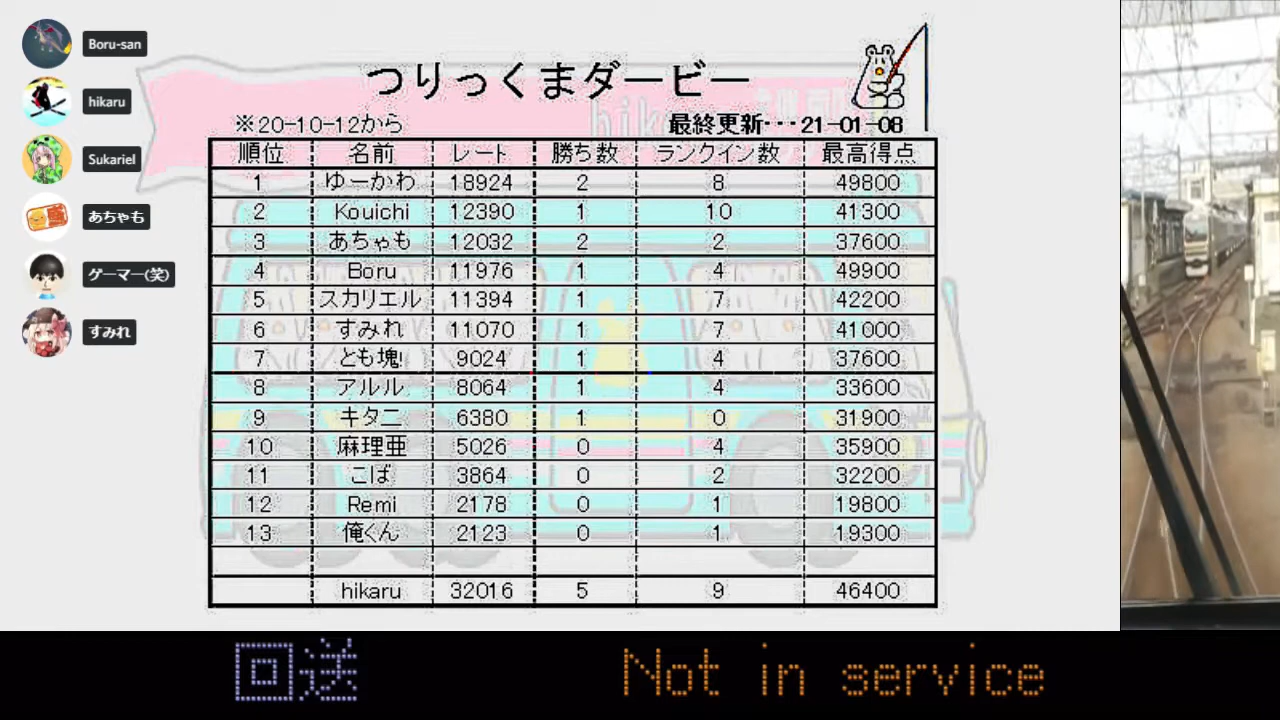 Boru-san
hikaru
Sukariel
あちゃも
ゲーマー(笑)
すみれ
つりっくまダービー
※20-10-12から 最終更新・・・21-01-08
順位 名前 レート 勝ち数 ランクイン数 最高得点
1 ゆーかわ 18924 2 8 49800
2 Kouichi 12390 1 10 41300
3 あちゃも 12032 2 2 37600
4 Boru 11976 1 4 49900
5 スカリエル 11394 1 7 42200
6 すみれ 11070 1 7 41000
7 とも塊! 9024 1 4 37600
8 アルル 8064 1 4 33600
9 キタニ 6380 1 0 31900
10 麻理亜 5026 0 4 35900
11 こば 3864 0 2 32200
12 Remi 2178 0 1 19800
13 俺くん 2123 0 1 19300
hikaru 32016 5 9 46400
回送 Not in service